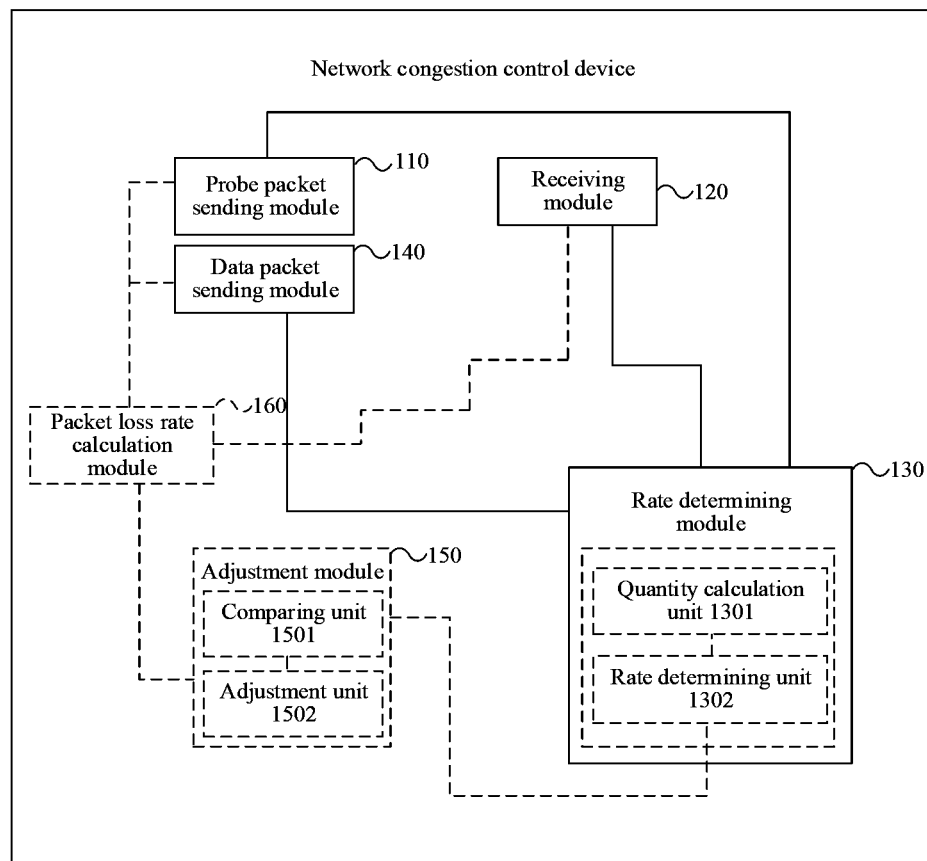 Network congestion control device
110
Probe packet
sending module
Receiving
module
120
140
Data packet
sending module
160
Packet loss rate
calculation
module
130
Rate determining
module
150
Adjustment module
Comparing unit
1501
Adjustment unit
1502
Quantity calculation
unit 1301
Rate determining unit
1302